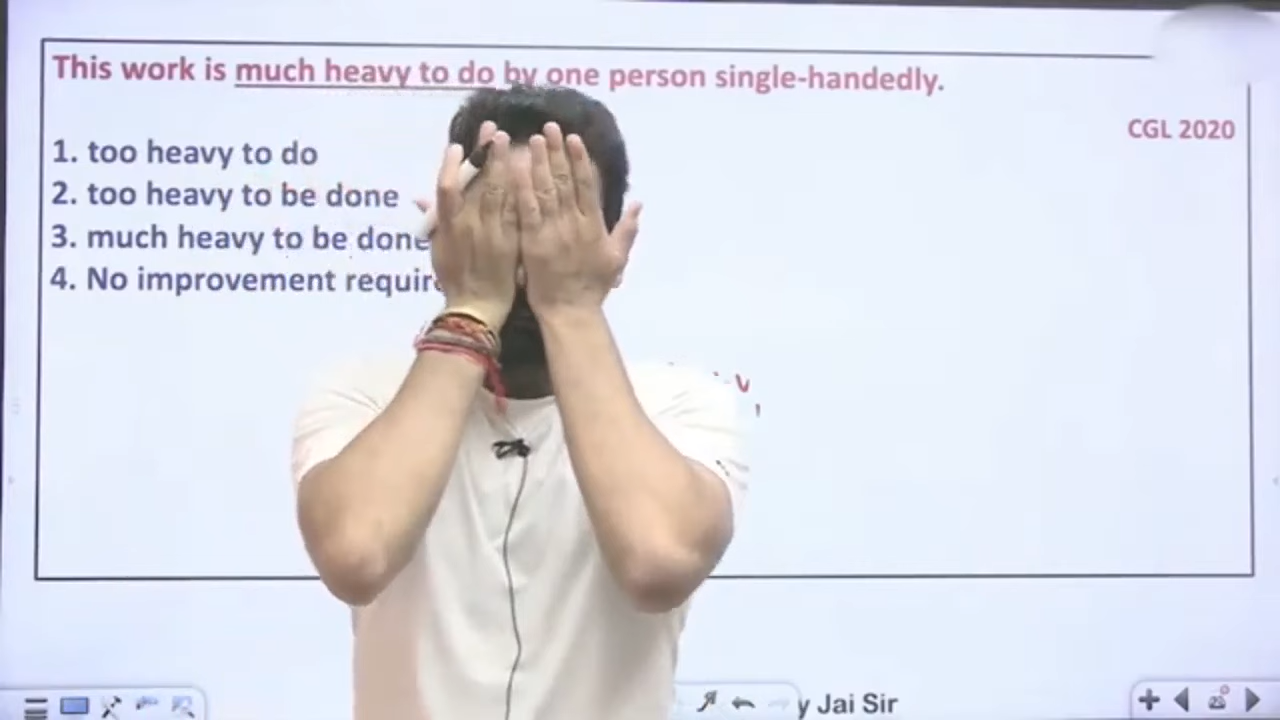 This work is much heavy to do by one person single-handedly.
CGL 2020
1. too heavy to do
2. too heavy to be done
3. much heavy to be done
4. No improvement
y Jai Sir